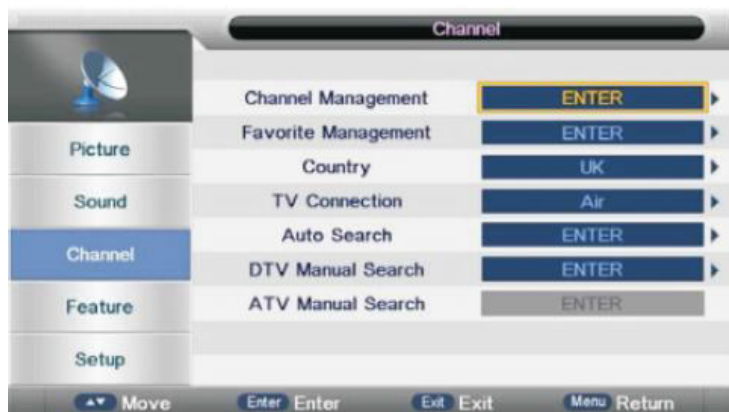 Channel
Picture
Sound
Channel
Feature
Setup
Channel Management ENTER
Favorite Management ENTER
Country UK
TV Connection Air
Auto Search ENTER
DTV Manual Search ENTER
ATV Manual Search ENTER
Move Enter Enter Exit Exit Menu Return